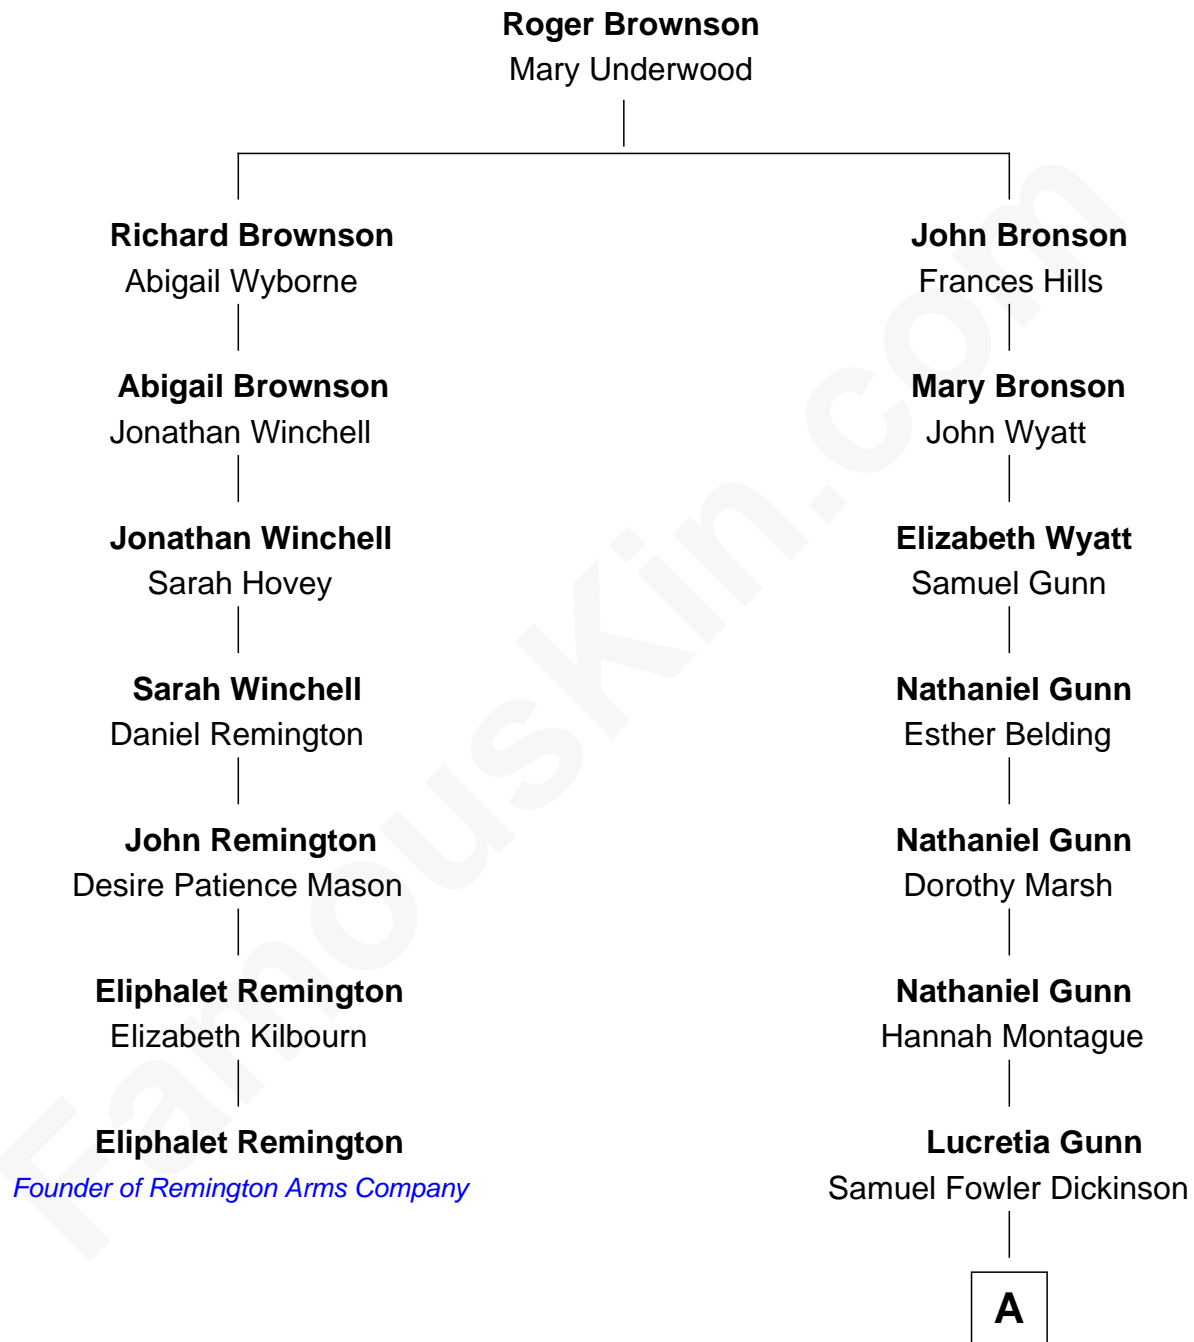 Roger Brownson
Mary Underwood
Richard Brownson
Abigail Wyborne
Abigail Brownson
Jonathan Winchell
Jonathan Winchell
Sarah Hovey
Sarah Winchell
Daniel Remington
John Remington
Desire Patience Mason
Eliphalet Remington
Elizabeth Kilbourn
Eliphalet Remington
Founder of Remington Arms Company
John Bronson
Frances Hills
Mary Bronson
John Wyatt
Elizabeth Wyatt
Samuel Gunn
Nathaniel Gunn
Esther Belding
Nathaniel Gunn
Dorothy Marsh
Nathaniel Gunn
Hannah Montague
Lucretia Gunn
Samuel Fowler Dickinson
A
FamousKin.com